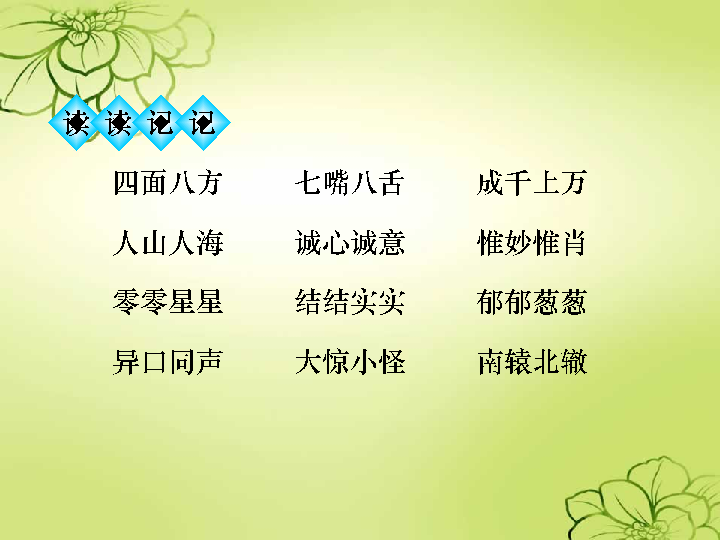 读读记记
四面八方 七嘴八舌 成千上万
人山人海 诚心诚意 惟妙惟肖
零零星星 结结实实 郁郁葱葱
异口同声 大惊小怪 南辕北辙